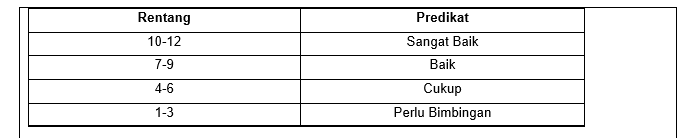 Rentang Predikat
10-12 Sangat Baik
7-9 Baik
4-6 Cukup
1-3 Perlu Bimbingan